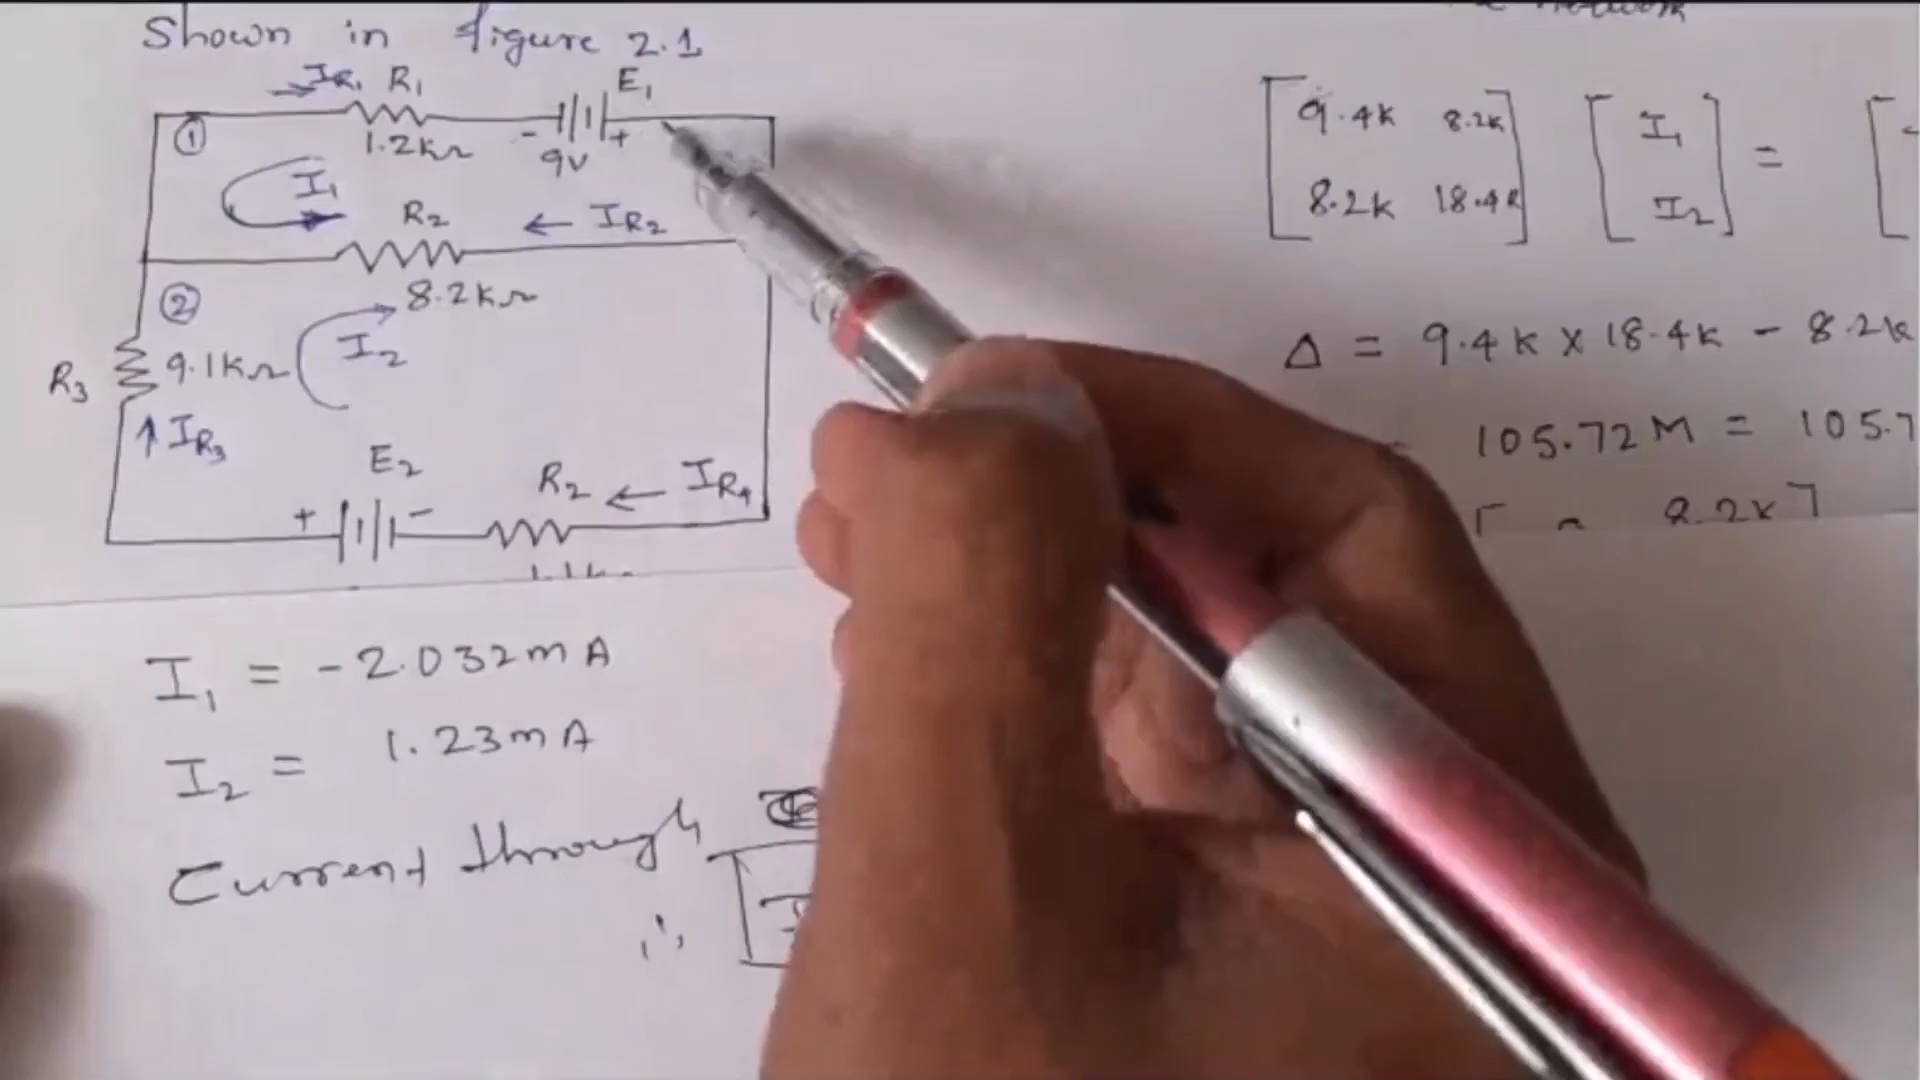 Shown in figure 2.1
IR1 R1 E1
1.2kΩ - 9V +
①
I1
R2 ← IR2
8.2kΩ
②
I2
R3 9.1kΩ
↑ IR3
E2
+ -
R2 ← IR4
I1 = -2.032mA
I2 = 1.23mA
Current through
∴
network
[9.4k 8.2k] [I1] = [
[8.2k 18.4k] [I2]
Δ = 9.4k x 18.4k - 8.2k
105.72M = 105.7
8.2k